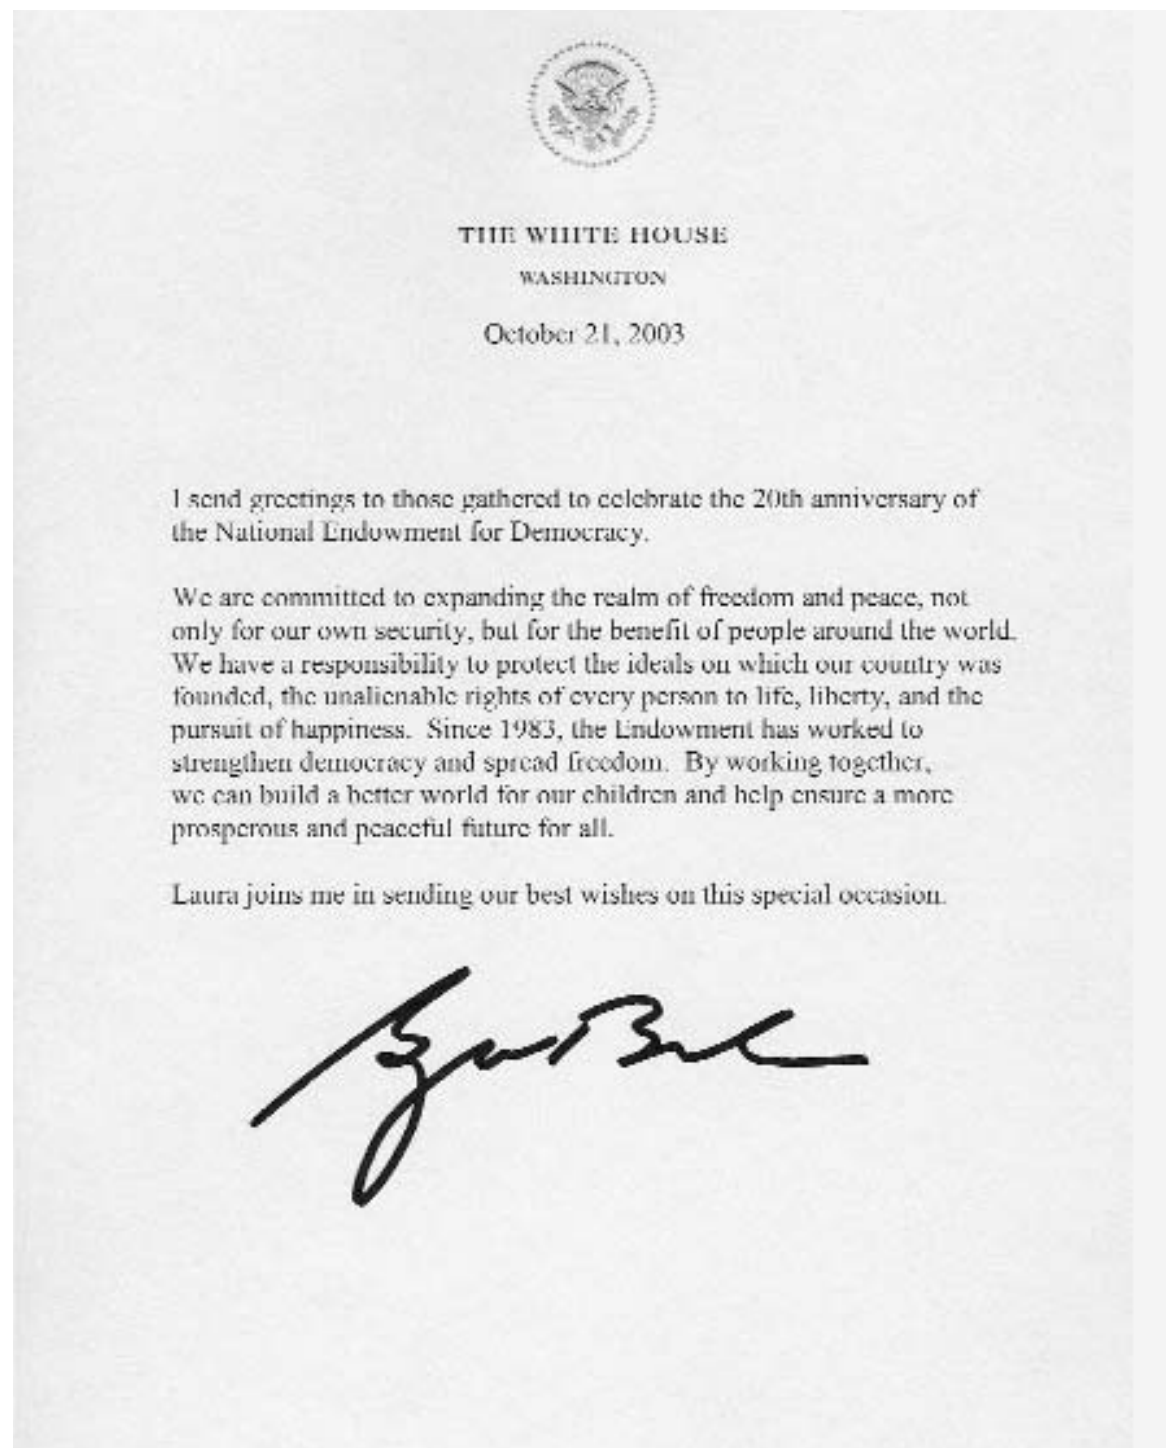 THE WHITE HOUSE
WASHINGTON
October 21, 2003
I send greetings to those gathered to celebrate the 20th anniversary of
the National Endowment for Democracy.
We are committed to expanding the realm of freedom and peace, not
only for our own security, but for the benefit of people around the world.
We have a responsibility to protect the ideals on which our country was
founded, the unalienable rights of every person to life, liberty, and the
pursuit of happiness. Since 1983, the Endowment has worked to
strengthen democracy and spread freedom. By working together,
we can build a better world for our children and help ensure a more
prosperous and peaceful future for all.
Laura joins me in sending our best wishes on this special occasion.